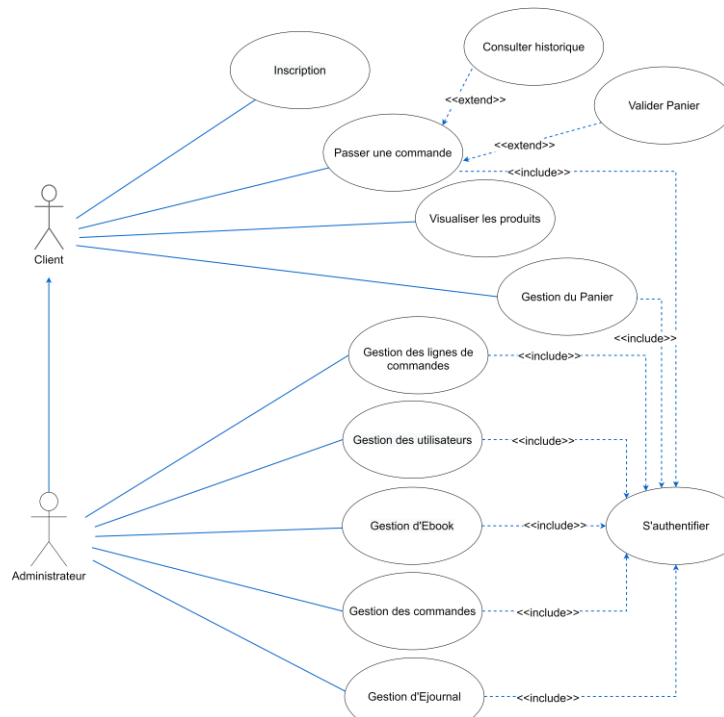 Consulter historique
Inscription
<<extend>>
Valider Panier
Passer une commande
<<extend>>
<<include>>
Visualiser les produits
Client
Gestion du Panier
<<include>>
Gestion des lignes de
commandes
<<include>>
Gestion des utilisateurs
<<include>>
Gestion d'Ebook
<<include>>
S'authentifier
Administrateur
Gestion des commandes
<<include>>
Gestion d'Ejournal
<<include>>